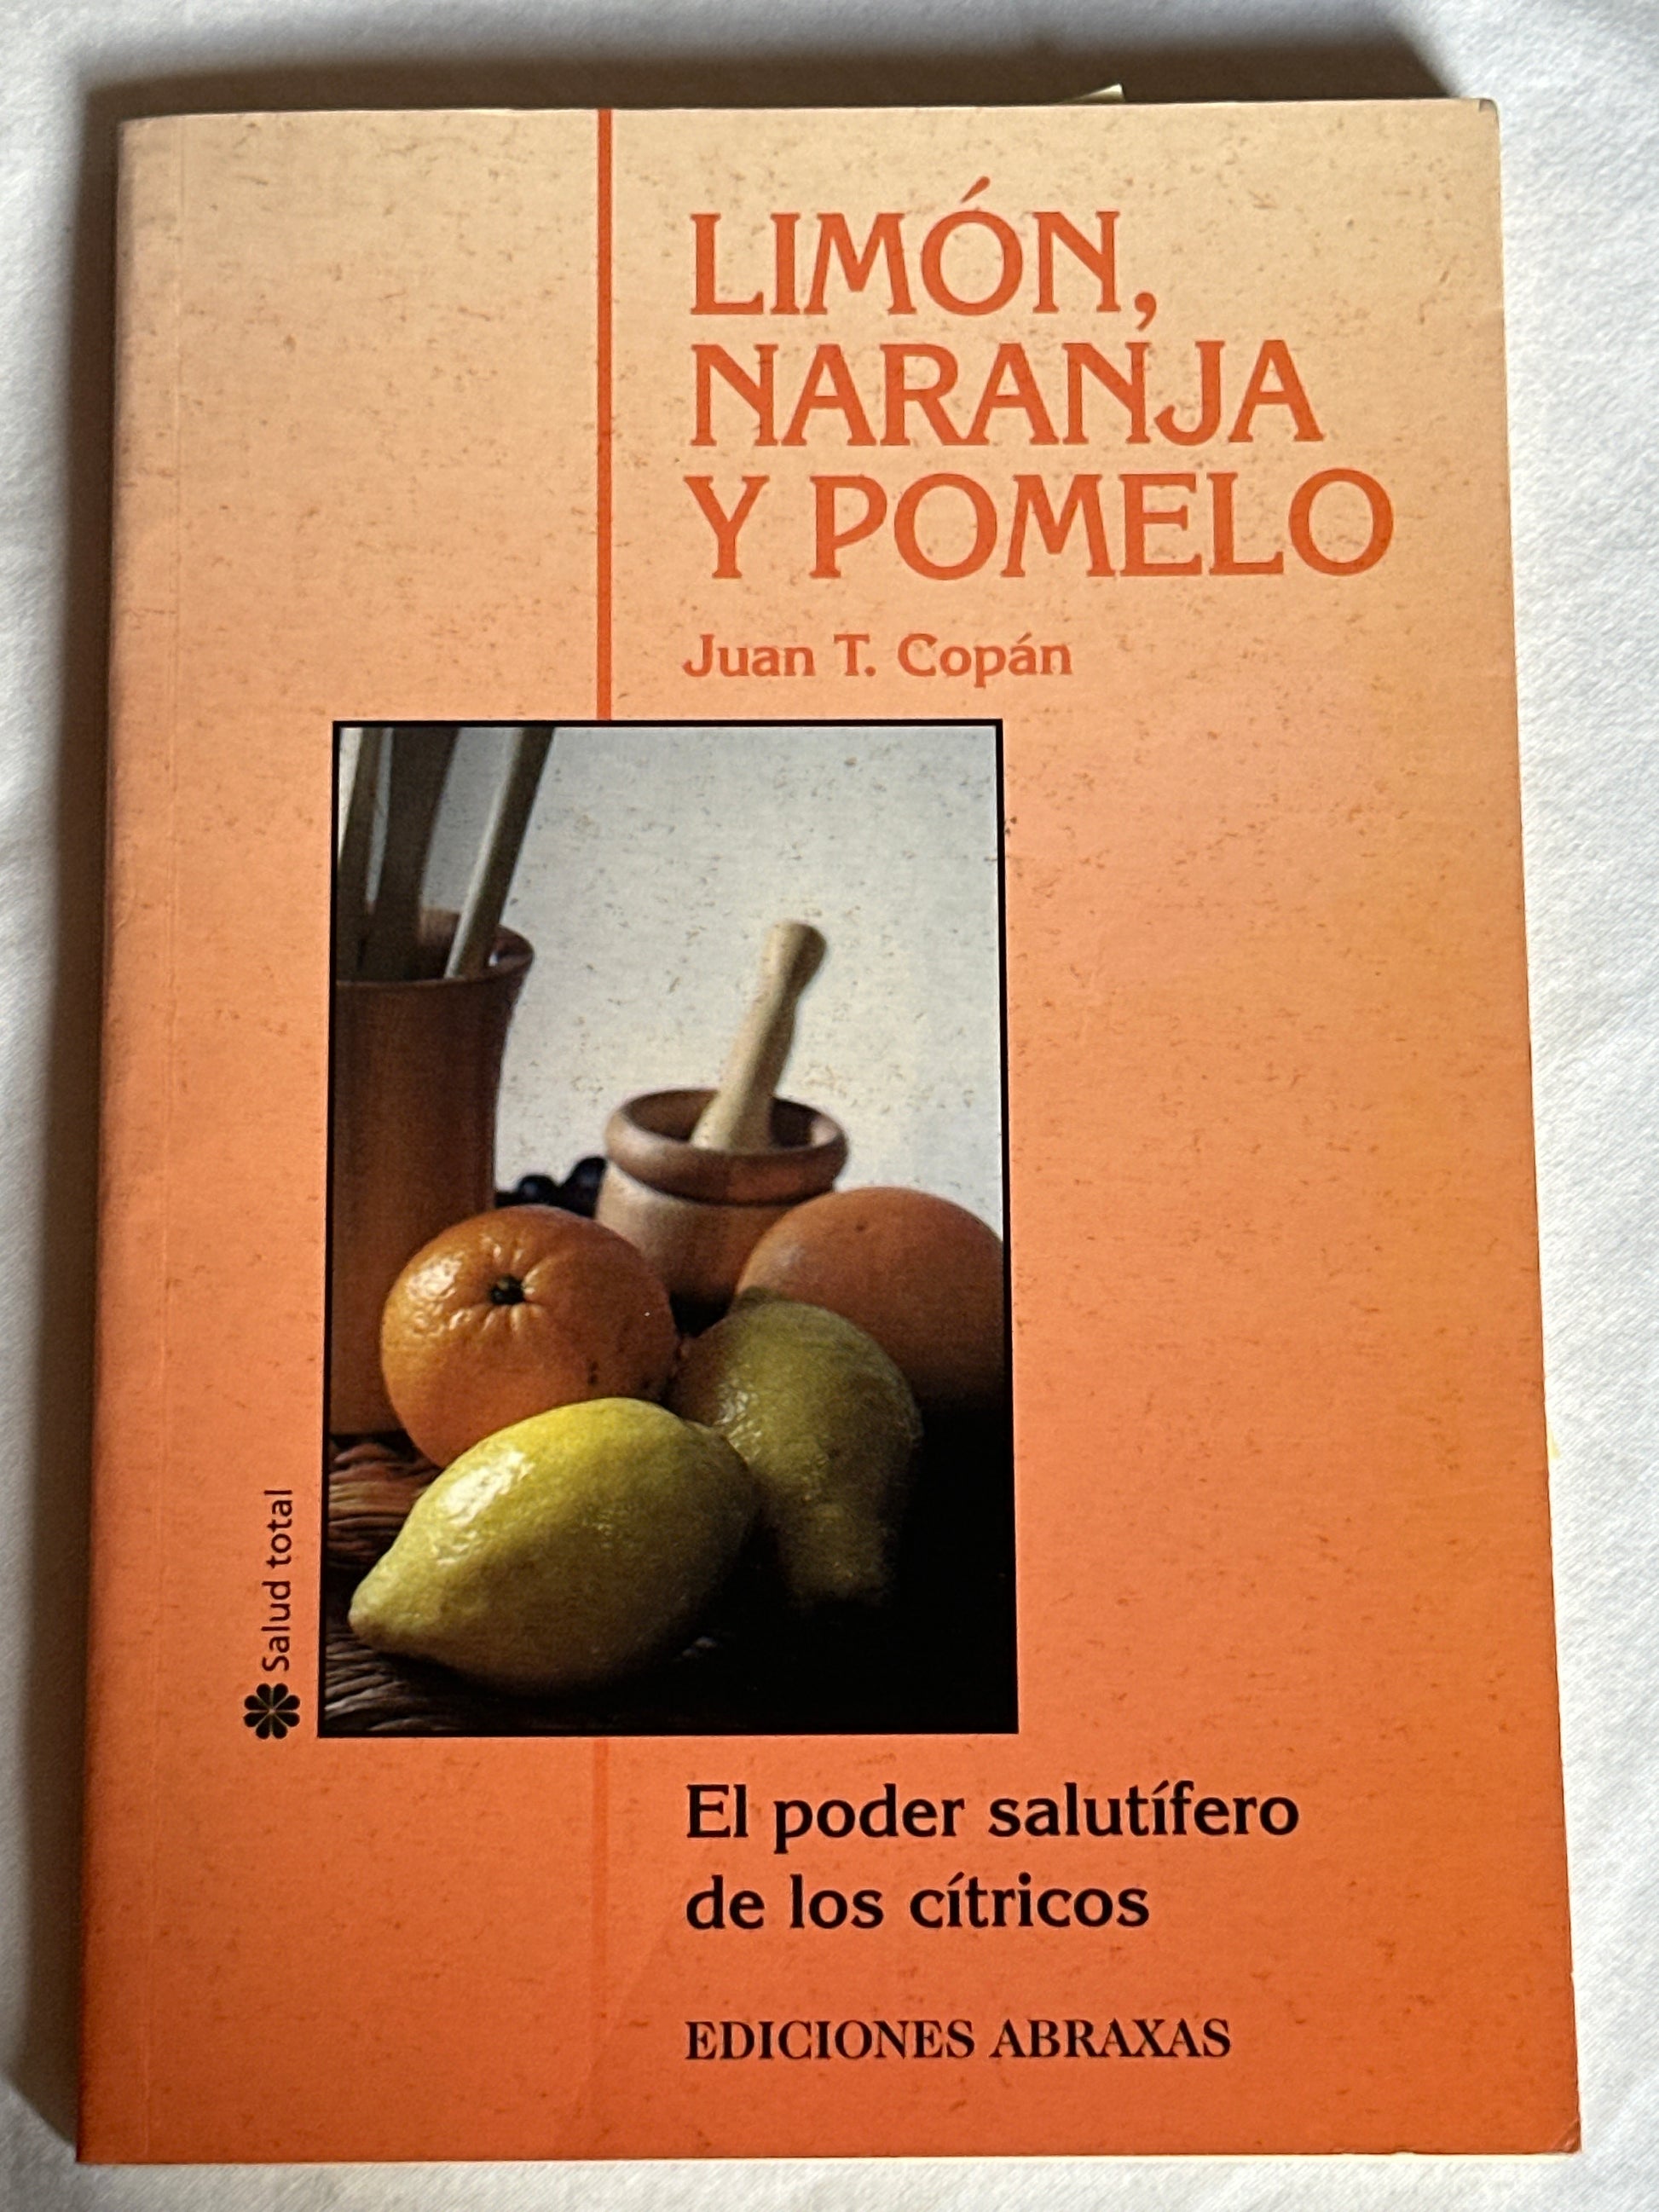 LIMÓN,
NARANJA
Y POMELO
Juan T. Copán
Salud total
El poder salutífero
de los cítricos
EDICIONES ABRAXAS